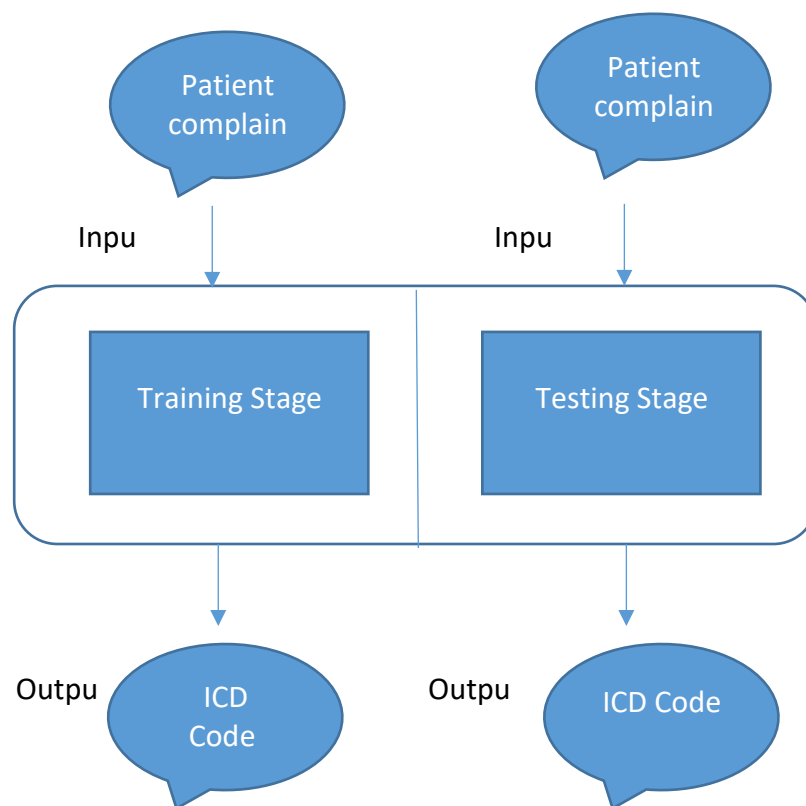 Patient
complain
Patient
complain
Inpu
Inpu
Training Stage
Testing Stage
Outpu
ICD
Code
Outpu
ICD Code